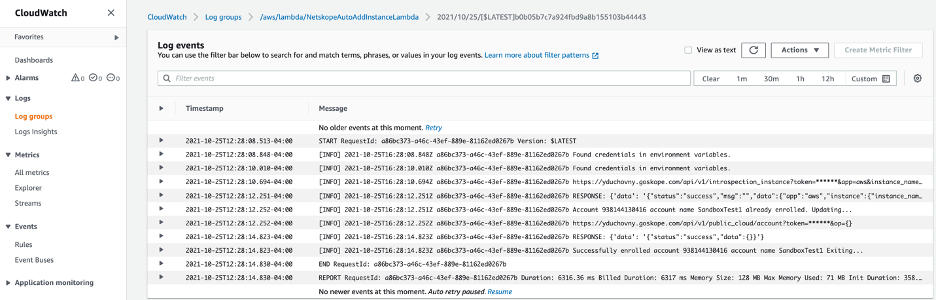 CloudWatch
Favorites
Dashboards
Alarms 0 0 0
Logs
Log groups
Logs Insights
Metrics
All metrics
Explorer
Streams
Events
Rules
Event Buses
Application monitoring
CloudWatch > Log groups > /aws/lambda/NetskopeAutoAddInstanceLambda > 2021/10/25/[$LATEST]b0b05b7c7a924fbd9a8b155103b44443
Log events
You can use the filter bar below to search for and match terms, phrases, or values in your log events. Learn more about filter patterns
View as text
Actions
Create Metric Filter
Filter events
Clear 1m 30m 1h 12h Custom
Timestamp Message
No older events at this moment. Retry
2021-10-25T12:28:08.513-04:00 START RequestId: a86bc373-a46c-43ef-889e-81162ed0267b Version: $LATEST
2021-10-25T12:28:08.848-04:00 [INFO] 2021-10-25T16:28:08.848Z a86bc373-a46c-43ef-889e-81162ed0267b Found credentials in environment variables.
2021-10-25T12:28:10.010-04:00 [INFO] 2021-10-25T16:28:10.010Z a86bc373-a46c-43ef-889e-81162ed0267b Found credentials in environment variables.
2021-10-25T12:28:10.694-04:00 [INFO] 2021-10-25T16:28:10.694Z a86bc373-a46c-43ef-889e-81162ed0267b https://yduchovny.goskope.com/api/v1/introspection_instance?token=******&app=aws&instance_name…
2021-10-25T12:28:12.251-04:00 [INFO] 2021-10-25T16:28:12.251Z a86bc373-a46c-43ef-889e-81162ed0267b RESPONSE: {'data': '{"status":"success","msg":"","data":{"app":"aws","instance":{"instance_nam…
2021-10-25T12:28:12.252-04:00 [INFO] 2021-10-25T16:28:12.251Z a86bc373-a46c-43ef-889e-81162ed0267b Account 938144130416 account name SandboxTest1 already enrolled. Updating...
2021-10-25T12:28:12.252-04:00 [INFO] 2021-10-25T16:28:12.252Z a86bc373-a46c-43ef-889e-81162ed0267b https://yduchovny.goskope.com/api/v1/public_cloud/account?token=******&op={}
2021-10-25T12:28:14.823-04:00 [INFO] 2021-10-25T16:28:14.823Z a86bc373-a46c-43ef-889e-81162ed0267b RESPONSE: {'data': '{"status":"success","data":{}}'}
2021-10-25T12:28:14.823-04:00 [INFO] 2021-10-25T16:28:14.823Z a86bc373-a46c-43ef-889e-81162ed0267b Successfully enrolled account 938144130416 account name SandboxTest1 Exiting...
2021-10-25T12:28:14.830-04:00 END RequestId: a86bc373-a46c-43ef-889e-81162ed0267b
2021-10-25T12:28:14.830-04:00 REPORT RequestId: a86bc373-a46c-43ef-889e-81162ed0267b Duration: 6316.36 ms Billed Duration: 6317 ms Memory Size: 128 MB Max Memory Used: 71 MB Init Duration: 358.…
No newer events at this moment. Auto retry paused. Resume